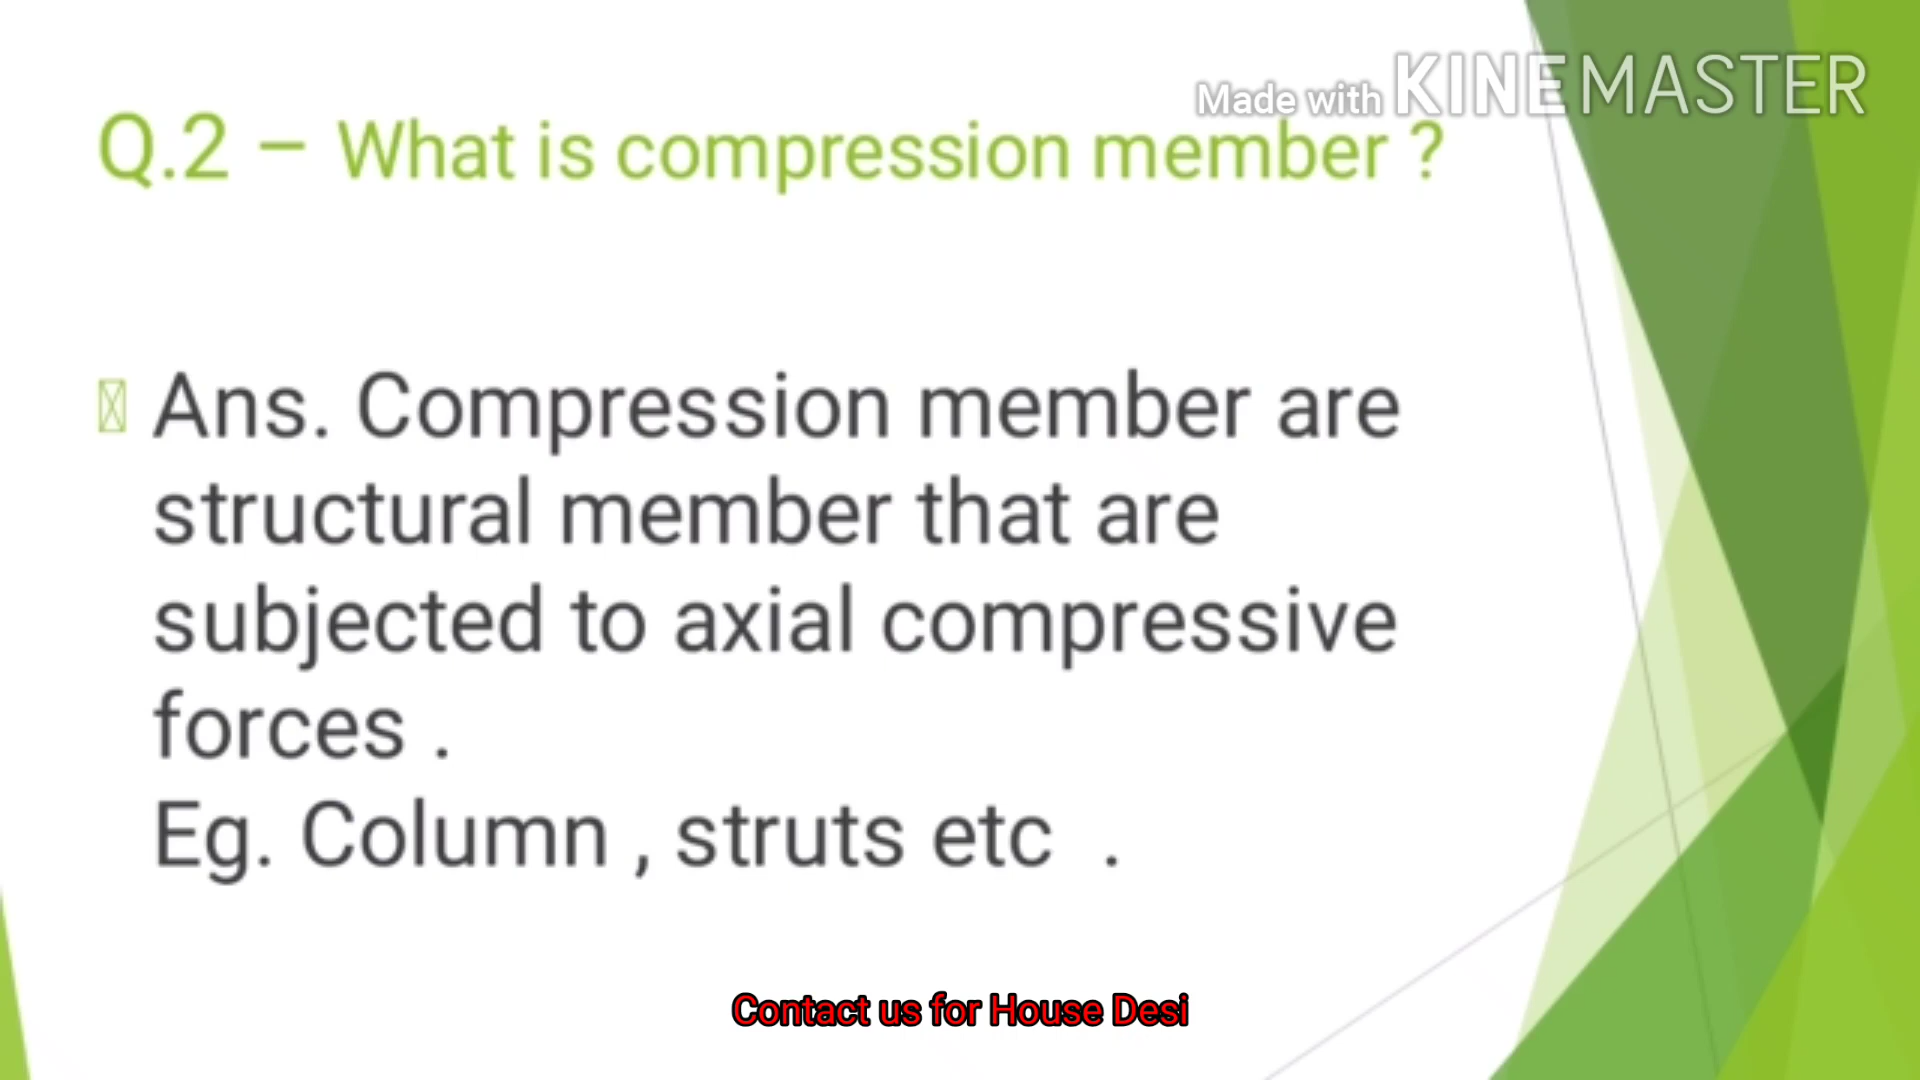 Made with KINEMASTER
Q.2 – What is compression member ?
Ans. Compression member are
structural member that are
subjected to axial compressive
forces .
Eg. Column , struts etc  .
Contact us for House Desi